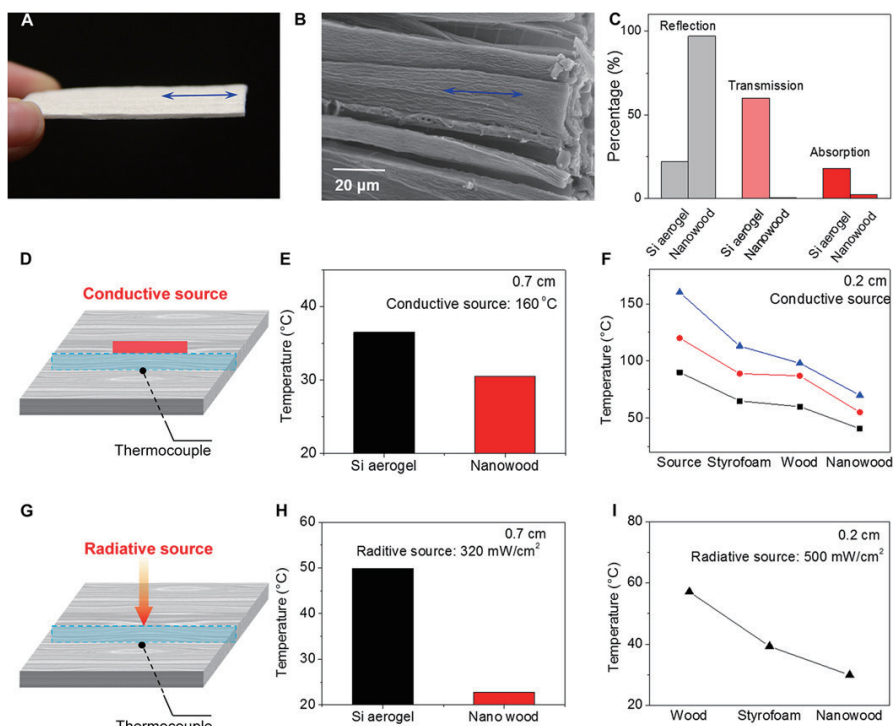 A
B
20 µm
C
Percentage (%)
100
50
0
Reflection
Transmission
Absorption
Si aerogel
Nanowood
Si aerogel
Nanowood
Si aerogel
Nanowood
D
Conductive source
Thermocouple
E
Temperature (°C)
40
30
20
0.7 cm
Conductive source: 160 °C
Si aerogel
Nanowood
F
Temperature (°C)
150
100
50
0.2 cm
Conductive source
Source Styrofoam Wood Nanowood
G
Radiative source
Thermocouple
H
Temperature (°C)
60
50
40
30
20
0.7 cm
Raditive source: 320 mW/cm²
Si aerogel
Nano wood
I
Temperature (°C)
80
60
40
20
0.2 cm
Radiative source: 500 mW/cm²
Wood Styrofoam Nanowood